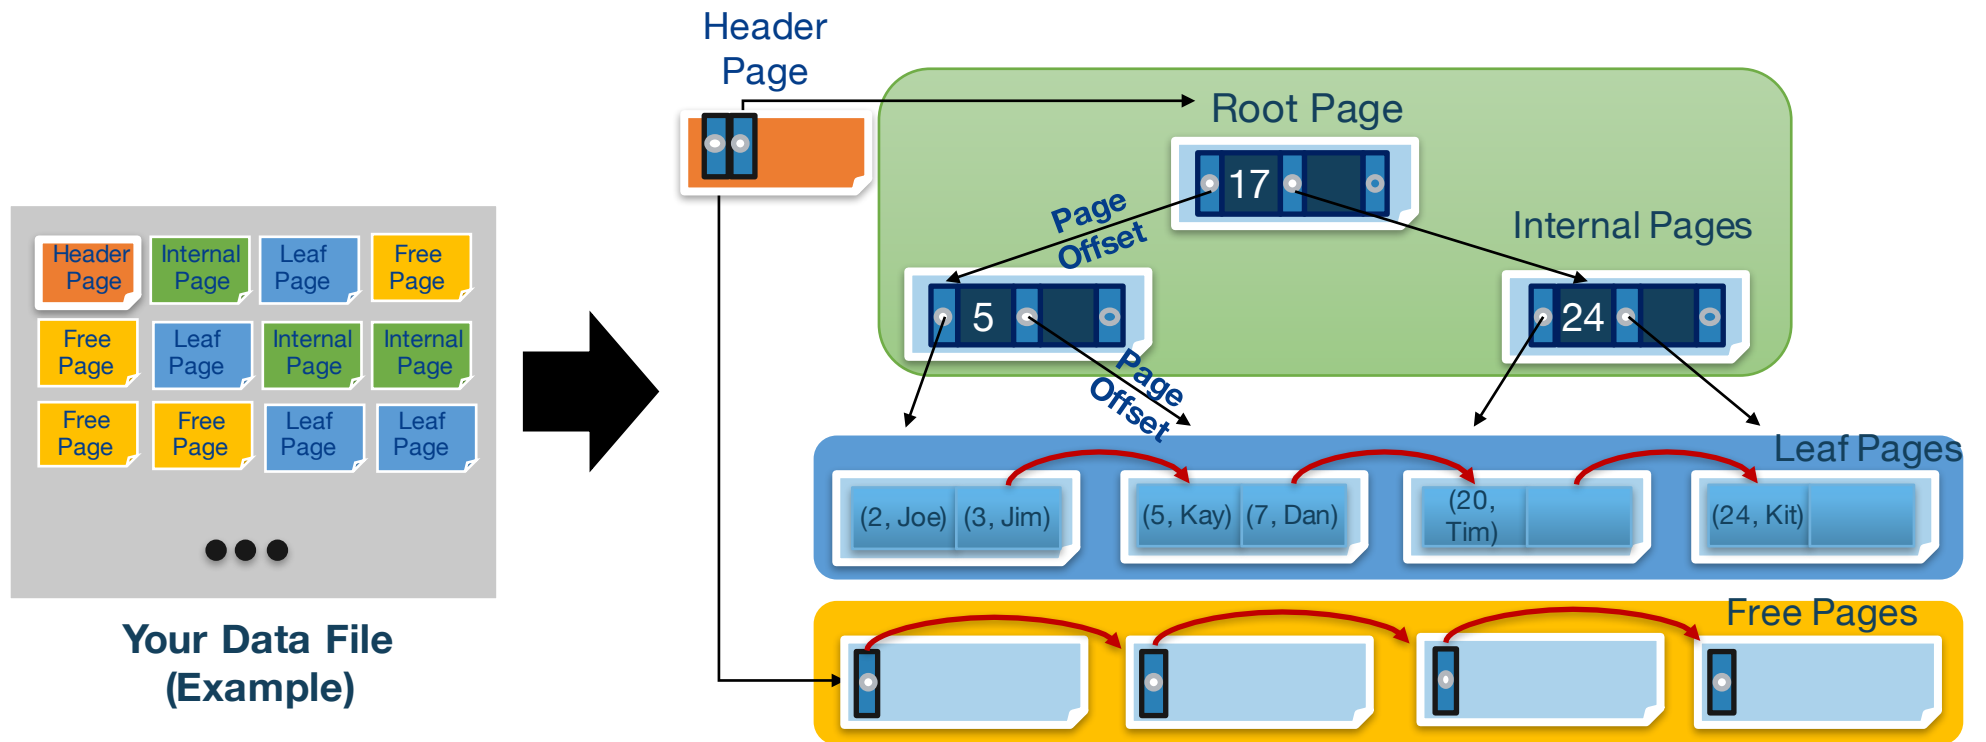 Header
Page
Root Page
17
Page
Offset
Internal Pages
5
24
Page
Offset
Header
Page
Internal
Page
Leaf
Page
Free
Page
Free
Page
Leaf
Page
Internal
Page
Internal
Page
Free
Page
Free
Page
Leaf
Page
Leaf
Page
Your Data File
(Example)
Leaf Pages
(2, Joe)
(3, Jim)
(5, Kay)
(7, Dan)
(20,
Tim)
(24, Kit)
Free Pages